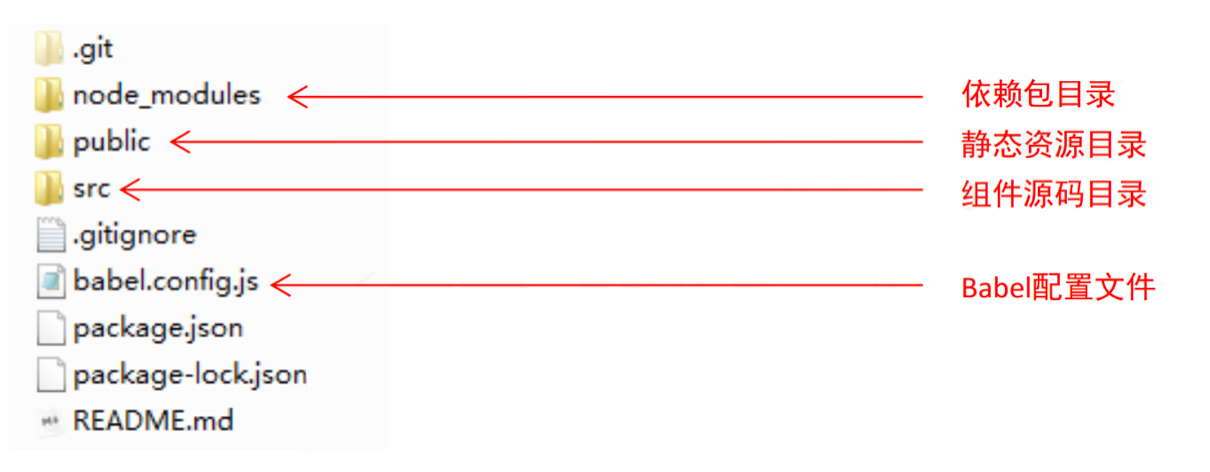 .git
node_modules
依赖包目录
public
静态资源目录
src
组件源码目录
.gitignore
babel.config.js
Babel配置文件
package.json
package-lock.json
README.md